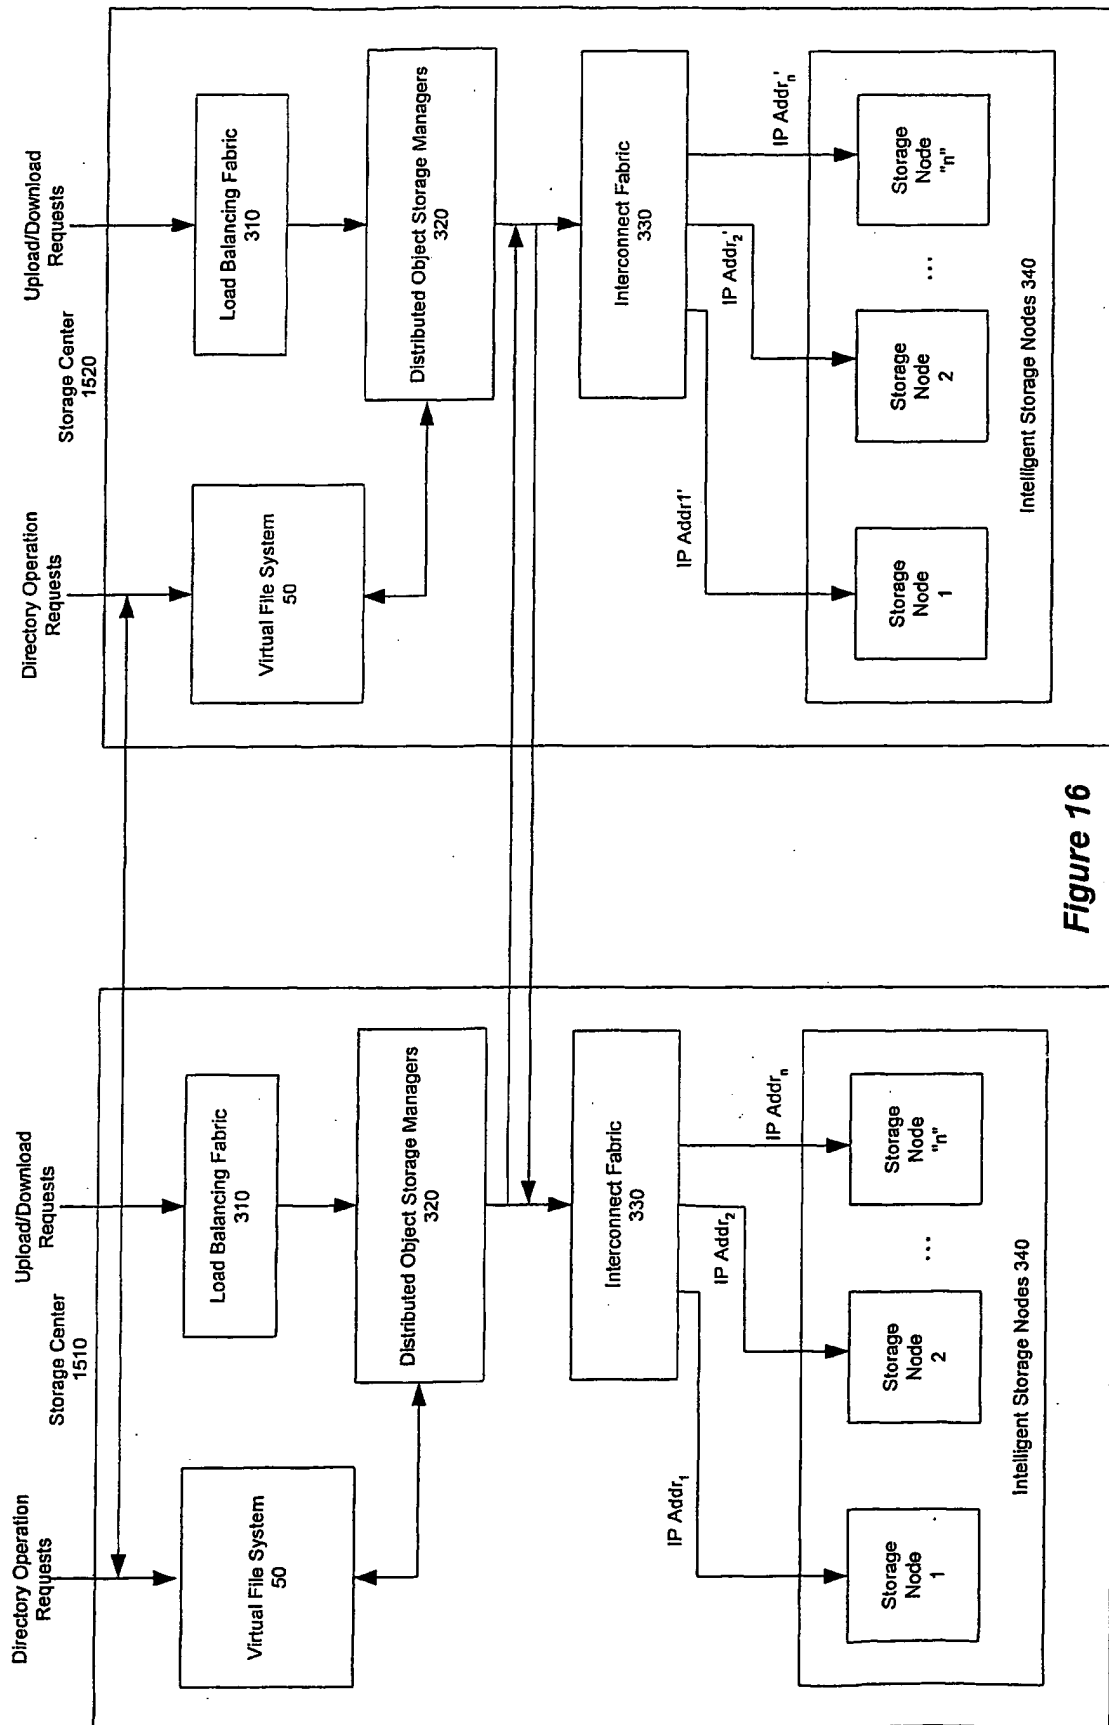 Directory Operation
Requests
Storage Center
1510
Upload/Download
Requests
Virtual File System
50
Load Balancing Fabric
310
Distributed Object Storage Managers
320
Interconnect Fabric
330
IP Addr1
IP Addr2
IP Addrn
Storage
Node
1
Storage
Node
2
...
Storage
Node
"n"
Intelligent Storage Nodes 340
Directory Operation
Requests
Storage Center
1520
Upload/Download
Requests
Virtual File System
50
Load Balancing Fabric
310
Distributed Object Storage Managers
320
Interconnect Fabric
330
IP Addr1'
IP Addr2'
IP Addrn'
Storage
Node
1
Storage
Node
2
...
Storage
Node
"n"
Intelligent Storage Nodes 340
Figure 16